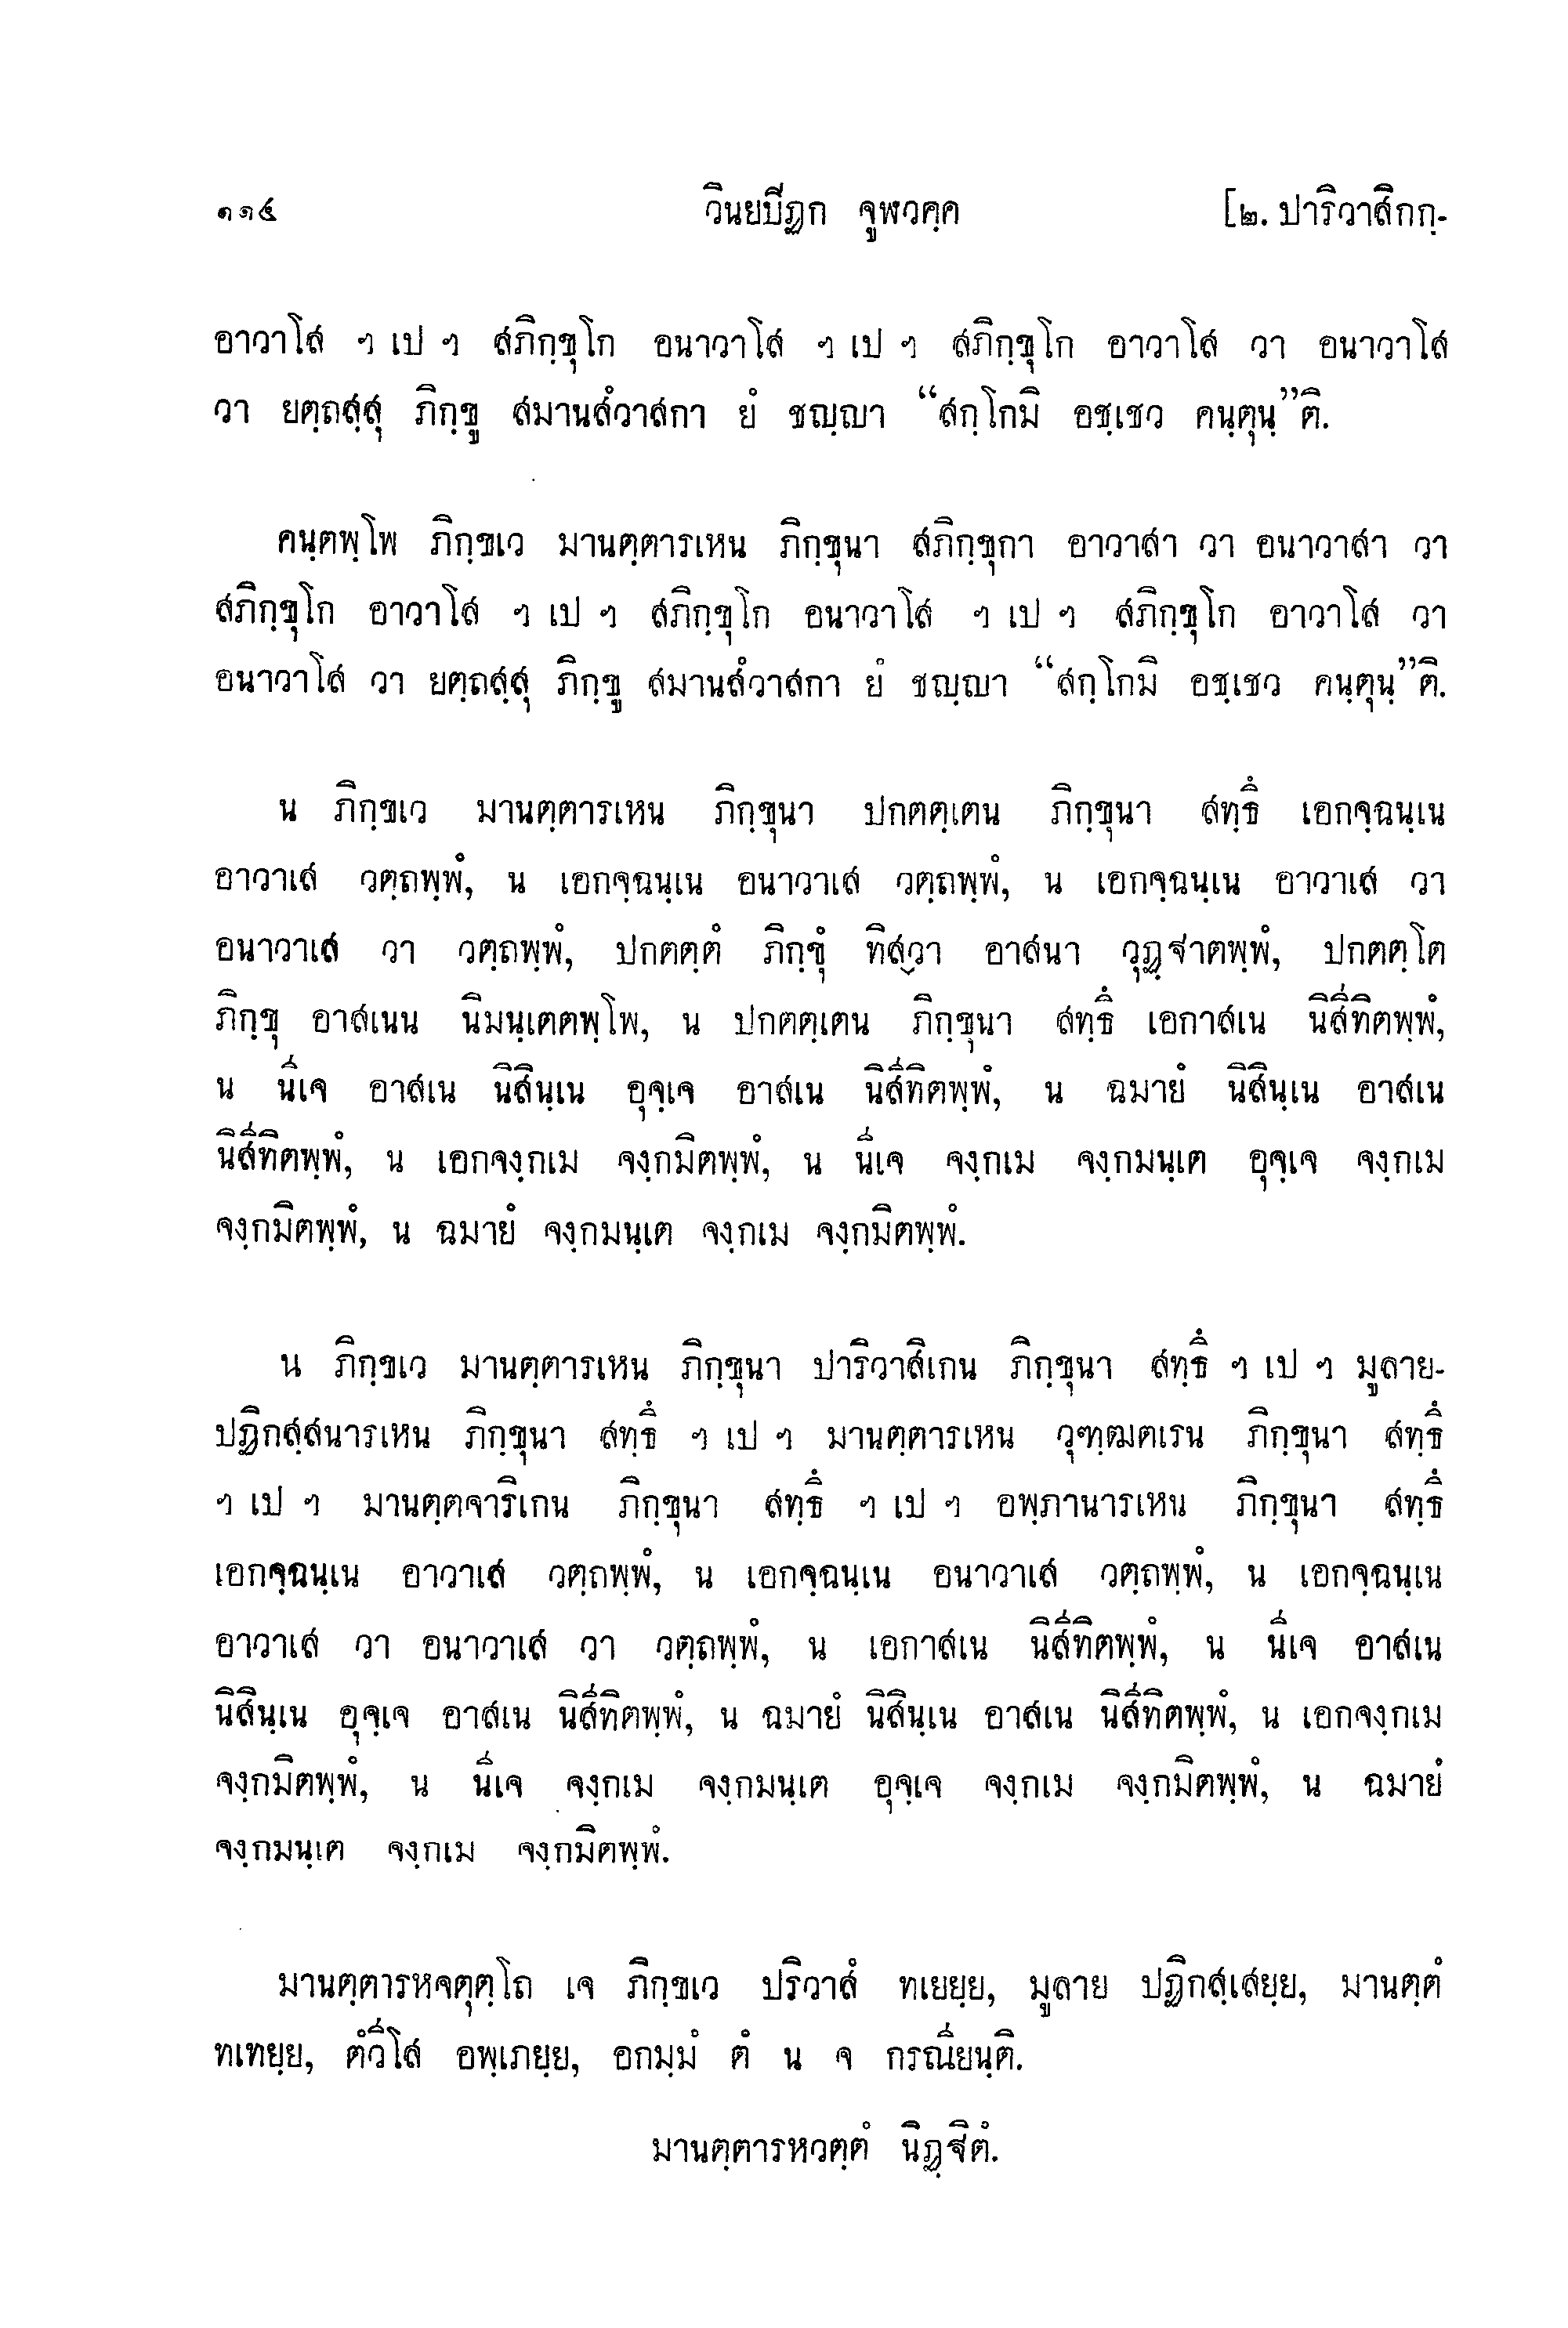 ๑๑๔ วินยปิฏก จูฬวคฺค [๒. ปาริวาสิกกฺ-
อาวาโส ฯ เป ฯ สภิกฺขุโก อนาวาโส ฯ เป ฯ สภิกฺขุโก อาวาโส วา อนาวาโส
วา ยตฺถสฺสุ ภิกฺขู สมานสํวาสกา ยํ ชญฺญา “สกฺโกมิ อชฺเชว คนฺตุนฺ”ติ.
คนฺตพฺโพ ภิกฺขเว มานตฺตารเหน ภิกฺขุนา สภิกฺขุกา อาวาสา วา อนาวาสา วา
สภิกฺขุโก อาวาโส ฯ เป ฯ สภิกฺขุโก อนาวาโส ฯ เป ฯ สภิกฺขุโก อาวาโส วา
อนาวาโส วา ยตฺถสฺสุ ภิกฺขู สมานสํวาสกา ยํ ชญฺญา “สกฺโกมิ อชฺเชว คนฺตุนฺ”ติ.
น ภิกฺขเว มานตฺตารเหน ภิกฺขุนา ปกตตฺเตน ภิกฺขุนา สทฺธึ เอกจฺฉนฺเน
อาวาเส วตฺถพฺพํ, น เอกจฺฉนฺเน อนาวาเส วตฺถพฺพํ, น เอกจฺฉนฺเน อาวาเส วา
อนาวาเส วา วตฺถพฺพํ, ปกตตฺตํ ภิกฺขุํ ทิสฺวา อาสนา วุฏฺฐาตพฺพํ, ปกตตฺโต
ภิกฺขุ อาสเนน นิมนฺเตตพฺโพ, น ปกตตฺเตน ภิกฺขุนา สทฺธึ เอกาสเน นิสีทิตพฺพํ,
น นีเจ อาสเน นิสินฺเน อุจฺเจ อาสเน นิสีทิตพฺพํ, น ฉมายํ นิสินฺเน อาสเน
นิสีทิตพฺพํ, น เอกจงฺกเม จงฺกมิตพฺพํ, น นีเจ จงฺกเม จงฺกมนฺเต อุจฺเจ จงฺกเม
จงฺกมิตพฺพํ, น ฉมายํ จงฺกมนฺเต จงฺกเม จงฺกมิตพฺพํ.
น ภิกฺขเว มานตฺตารเหน ภิกฺขุนา ปาริวาสิเกน ภิกฺขุนา สทฺธึ ฯ เป ฯ มูลาย-
ปฏิกสฺสนารเหน ภิกฺขุนา สทฺธึ ฯ เป ฯ มานตฺตารเหน วุฑฺฒตเรน ภิกฺขุนา สทฺธึ
ฯ เป ฯ มานตฺตจาริเกน ภิกฺขุนา สทฺธึ ฯ เป ฯ อพฺภานารเหน ภิกฺขุนา สทฺธึ
เอกจฺฉนฺเน อาวาเส วตฺถพฺพํ, น เอกจฺฉนฺเน อนาวาเส วตฺถพฺพํ, น เอกจฺฉนฺเน
อาวาเส วา อนาวาเส วา วตฺถพฺพํ, น เอกาสเน นิสีทิตพฺพํ, น นีเจ อาสเน
นิสินฺเน อุจฺเจ อาสเน นิสีทิตพฺพํ, น ฉมายํ นิสินฺเน อาสเน นิสีทิตพฺพํ, น เอกจงฺกเม
จงฺกมิตพฺพํ, น นีเจ จงฺกเม จงฺกมนฺเต อุจฺเจ จงฺกเม จงฺกมิตพฺพํ, น ฉมายํ
จงฺกมนฺเต จงฺกเม จงฺกมิตพฺพํ.
มานตฺตารหจตุตฺโถ เจ ภิกฺขเว ปริวาสํ ทเยยฺย, มูลาย ปฏิกสฺเสยฺย, มานตฺตํ
ทเทยฺย, ตํวีโส อพฺเภยฺย, อกมฺมํ ตํ น จ กรณียนฺติ.
มานตฺตารหวตฺตํ นิฏฺฐิตํ.